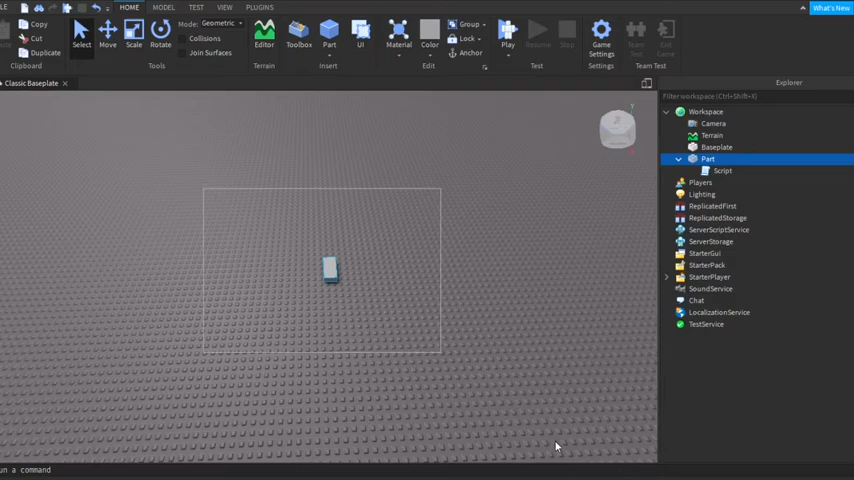 LE HOME MODEL TEST VIEW PLUGINS What's New
Copy
Cut
Duplicate
Clipboard
Select Move Scale Rotate
Mode: Geometric
Collisions
Join Surfaces
Tools
Editor
Terrain
Toolbox Part UI
Insert
Material Color
Group
Lock
Anchor
Edit
Play Resume Stop
Test
Game Settings
Settings
Team Test Exit Game
Team Test
Classic Baseplate
Explorer
Filter workspace (Ctrl+Shift+X)
Workspace
Camera
Terrain
Baseplate
Part
Script
Players
Lighting
ReplicatedFirst
ReplicatedStorage
ServerScriptService
ServerStorage
StarterGui
StarterPack
StarterPlayer
SoundService
Chat
LocalizationService
TestService
Y
un a command